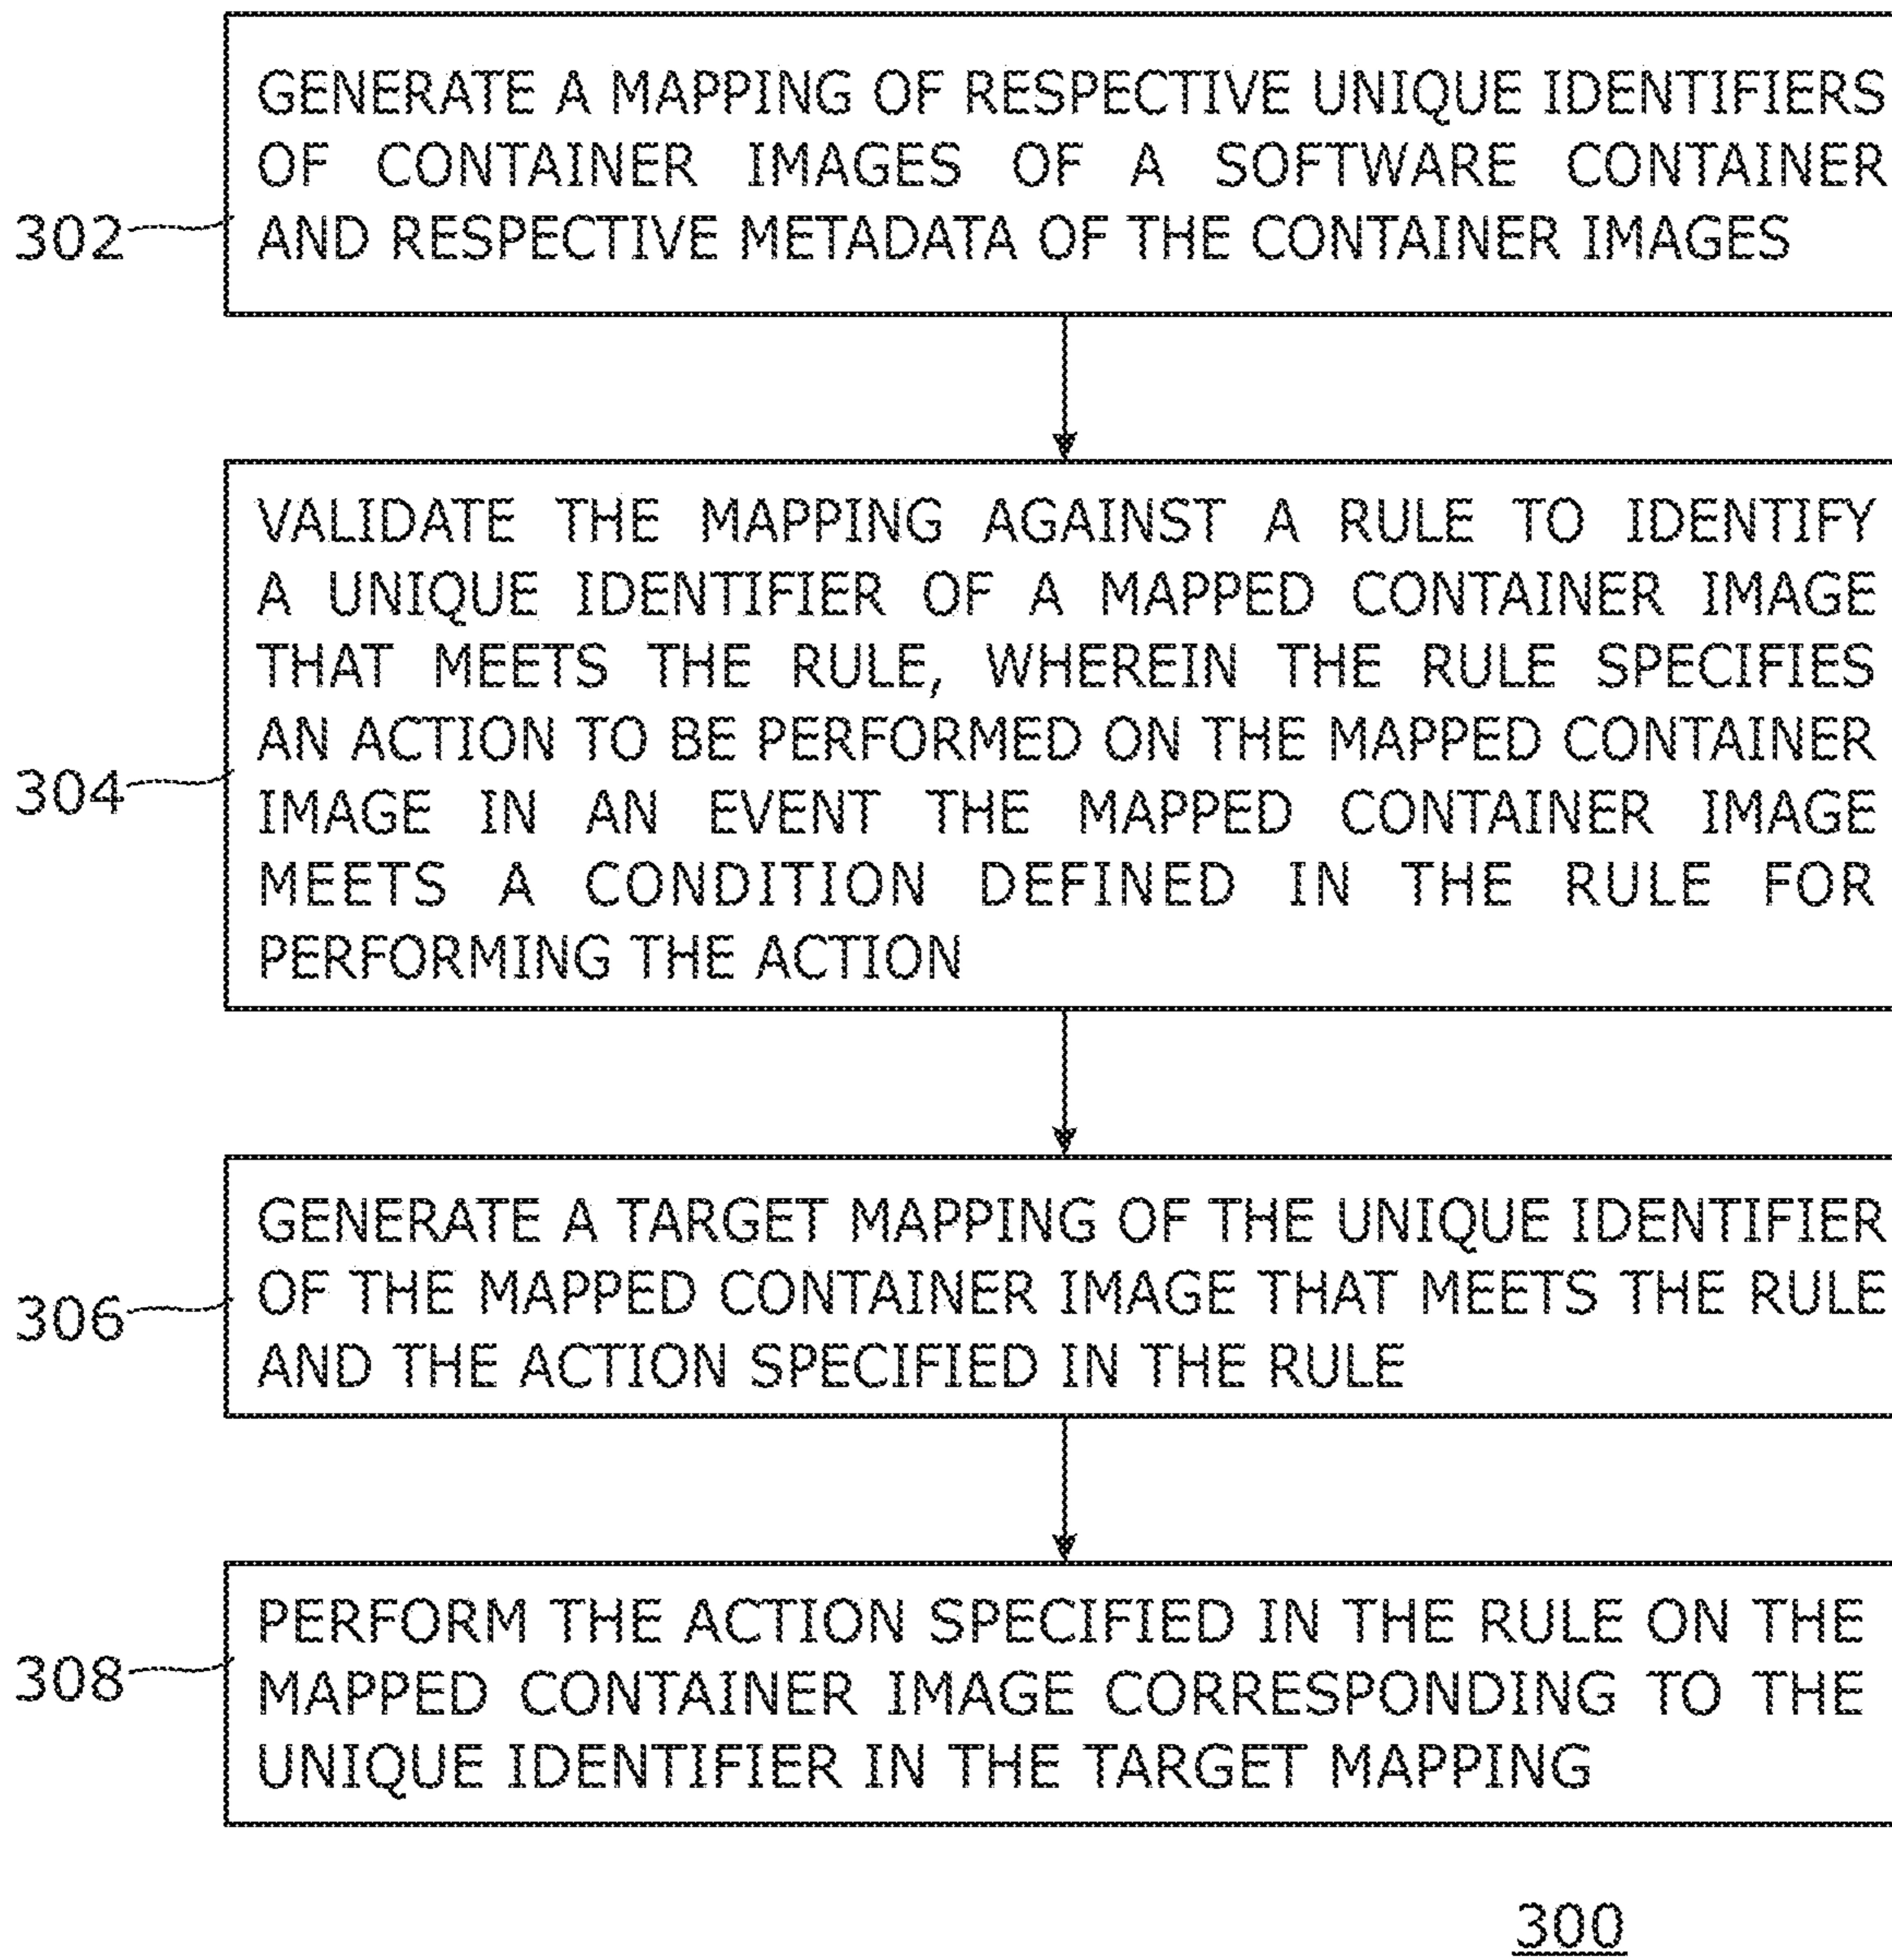 GENERATE A MAPPING OF RESPECTIVE UNIQUE IDENTIFIERS
OF CONTAINER IMAGES OF A SOFTWARE CONTAINER
302
AND RESPECTIVE METADATA OF THE CONTAINER IMAGES
VALIDATE THE MAPPING AGAINST A RULE TO IDENTIFY
A UNIQUE IDENTIFIER OF A MAPPED CONTAINER IMAGE
THAT MEETS THE RULE, WHEREIN THE RULE SPECIFIES
AN ACTION TO BE PERFORMED ON THE MAPPED CONTAINER
304
IMAGE IN AN EVENT THE MAPPED CONTAINER IMAGE
MEETS A CONDITION DEFINED IN THE RULE FOR
PERFORMING THE ACTION
GENERATE A TARGET MAPPING OF THE UNIQUE IDENTIFIER
OF THE MAPPED CONTAINER IMAGE THAT MEETS THE RULE
306
AND THE ACTION SPECIFIED IN THE RULE
PERFORM THE ACTION SPECIFIED IN THE RULE ON THE
308
MAPPED CONTAINER IMAGE CORRESPONDING TO THE
UNIQUE IDENTIFIER IN THE TARGET MAPPING
300